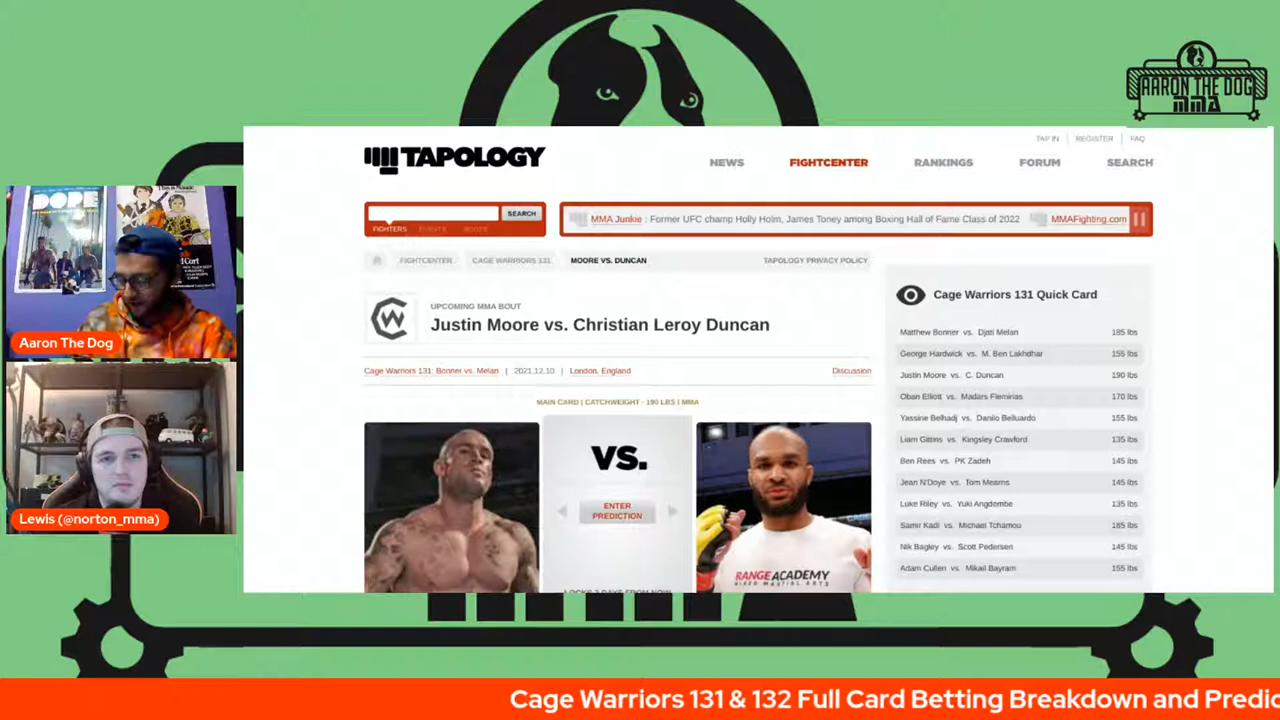 AARON THE DOG
MMA
TAP IN | REGISTER | FAQ
TAPOLOGY
NEWS FIGHTCENTER RANKINGS FORUM SEARCH
SEARCH
FIGHTERS EVENTS
MMA Junkie : Former UFC champ Holly Holm, James Toney among Boxing Hall of Fame Class of 2022 MMAFighting.com
FIGHTCENTER CAGE WARRIORS 131 MOORE VS. DUNCAN TAPOLOGY PRIVACY POLICY
UPCOMING MMA BOUT
Justin Moore vs. Christian Leroy Duncan
Cage Warriors 131: Bonner vs. Melan | 2021.12.10 | London, England Discussion
MAIN CARD | CATCHWEIGHT · 190 LBS | MMA
VS.
ENTER
PREDICTION
RANGE ACADEMY
MIXED MARTIAL ARTS
Cage Warriors 131 Quick Card
Matthew Bonner vs. Djati Melan 185 lbs
George Hardwick vs. M. Ben Lakhdhar 155 lbs
Justin Moore vs. C. Duncan 190 lbs
Oban Elliott vs. Madars Fleminas 170 lbs
Yassine Belhadj vs. Danilo Belluardo 155 lbs
Liam Gittins vs. Kingsley Crawford 135 lbs
Ben Rees vs. PK Zadeh 145 lbs
Jean N'Doye vs. Tom Mearns 145 lbs
Luke Riley vs. Yuki Angdembe 135 lbs
Samir Kadi vs. Michael Tchamou 185 lbs
Nik Bagley vs. Scott Pedersen 145 lbs
Adam Cullen vs. Mikail Bayram 155 lbs
DOPE
Aaron The Dog
Lewis (@norton_mma)
Cage Warriors 131 & 132 Full Card Betting Breakdown and Predic